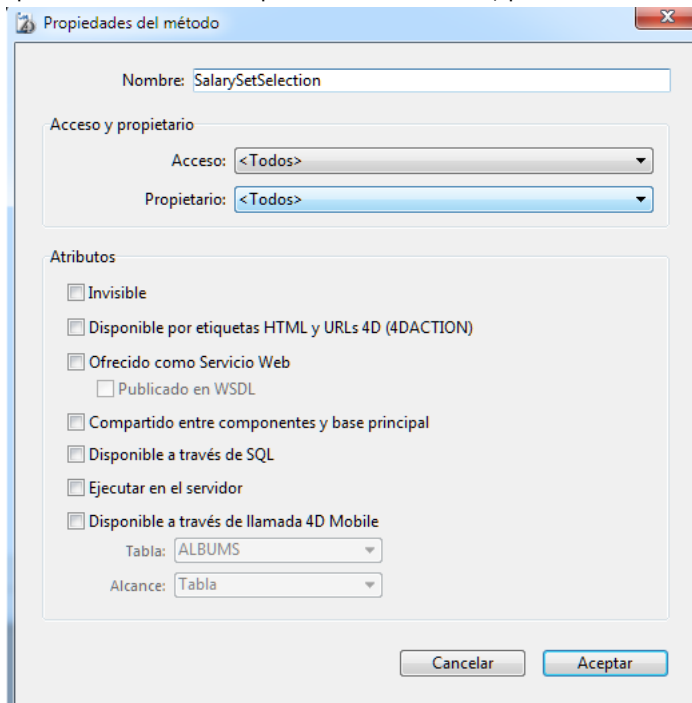 Propiedades del método
Nombre: SalarySetSelection
Acceso y propietario
Acceso: <Todos>
Propietario: <Todos>
Atributos
Invisible
Disponible por etiquetas HTML y URLs 4D (4DACTION)
Ofrecido como Servicio Web
Publicado en WSDL
Compartido entre componentes y base principal
Disponible a través de SQL
Ejecutar en el servidor
Disponible a través de llamada 4D Mobile
Tabla: ALBUMS
Alcance: Tabla
Cancelar Aceptar